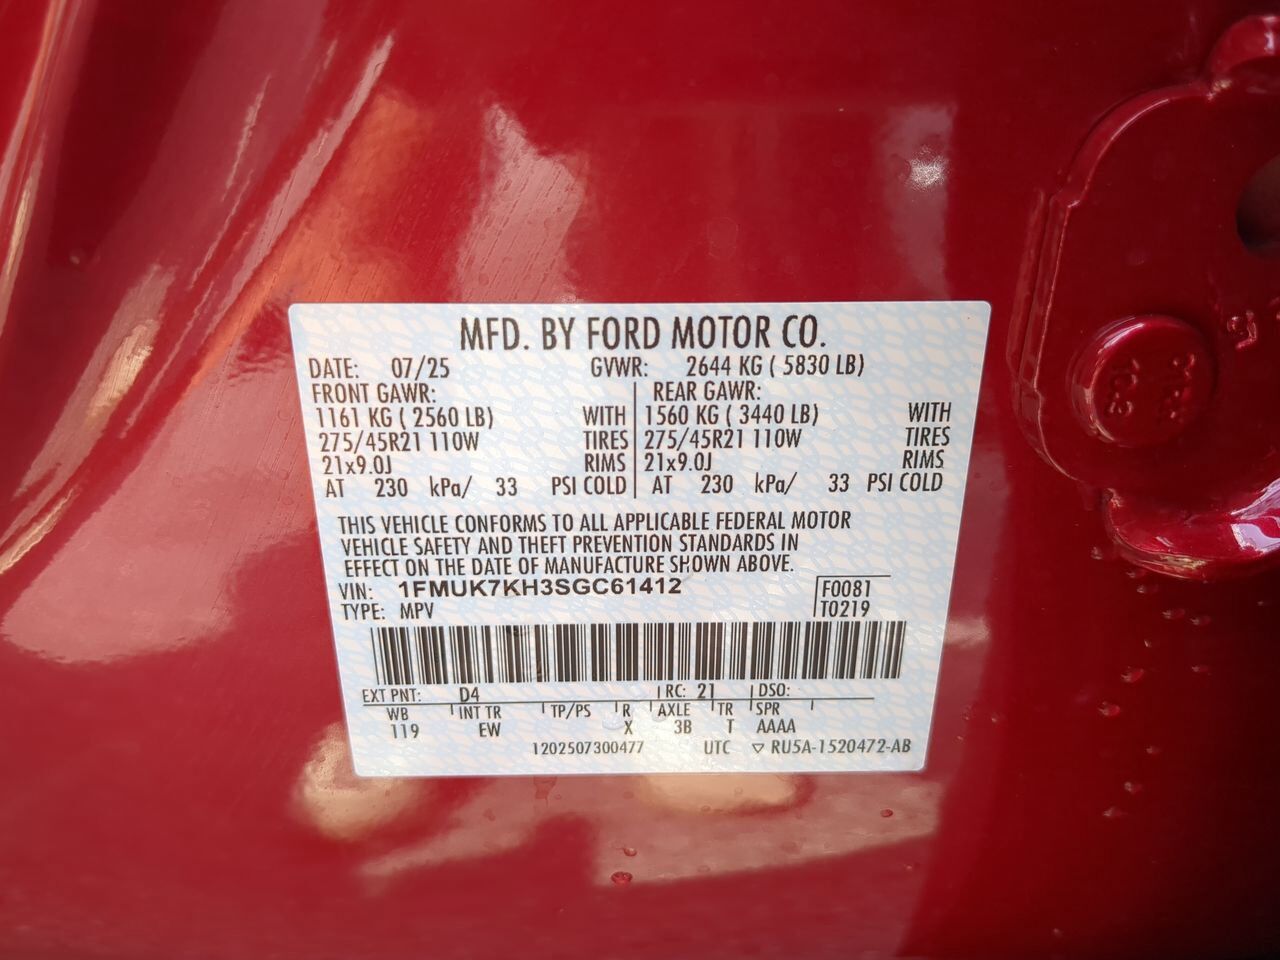 MFD. BY FORD MOTOR CO.
DATE: 07/25 GVWR: 2644 KG ( 5830 LB)
FRONT GAWR: REAR GAWR:
1161 KG ( 2560 LB) WITH 1560 KG ( 3440 LB) WITH
275/45R21 110W TIRES 275/45R21 110W TIRES
21x9.0J RIMS 21x9.0J RIMS
AT 230 kPa/ 33 PSI COLD AT 230 kPa/ 33 PSI COLD
THIS VEHICLE CONFORMS TO ALL APPLICABLE FEDERAL MOTOR
VEHICLE SAFETY AND THEFT PREVENTION STANDARDS IN
EFFECT ON THE DATE OF MANUFACTURE SHOWN ABOVE.
VIN: 1FMUK7KH3SGC61412 F0081
TYPE: MPV T0219
EXT PNT: D4 RC: 21 DSO:
WB INT TR TP/PS R AXLE TR SPR
119 EW X 3B T AAAA
1202507300477 UTC ▽ RU5A-1520472-AB